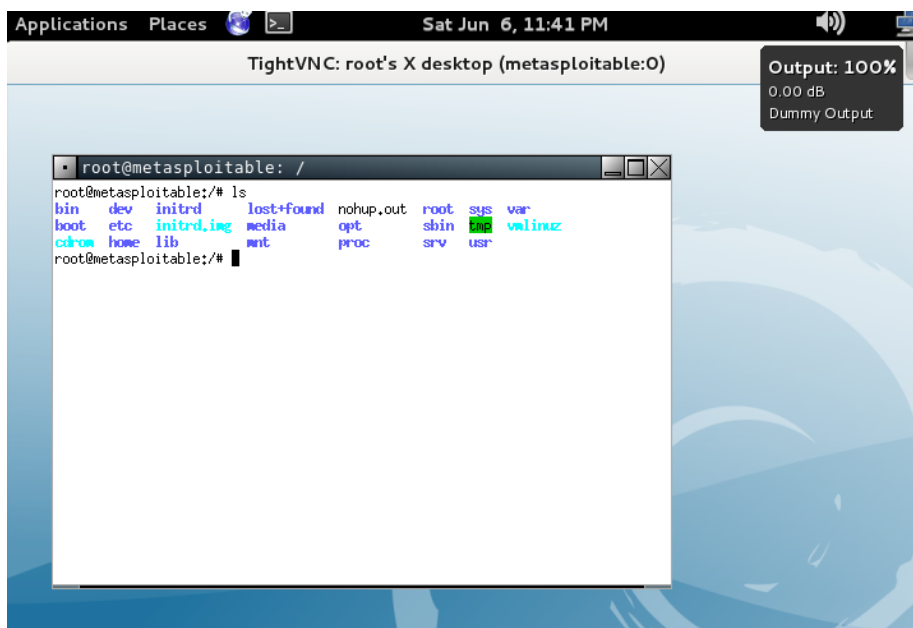 Applications Places Sat Jun 6, 11:41 PM
TightVNC: root's X desktop (metasploitable:0)
Output: 100%
0.00 dB
Dummy Output
root@metasploitable: /
root@metasploitable:/# ls
bin dev initrd lost+found nohup.out root sys var
boot etc initrd.img media opt sbin tmp vmlinuz
cdrom home lib mnt proc srv usr
root@metasploitable:/#